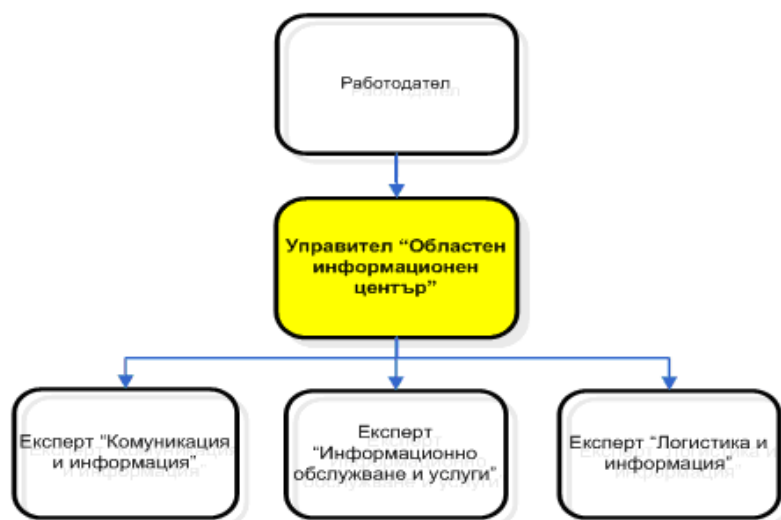 Работодател
Управител “Областен
информационен
център”
Експерт “Комуникация
и информация”
Експерт
“Информационно
обслужване и услуги”
Експерт “Логистика и
информация”